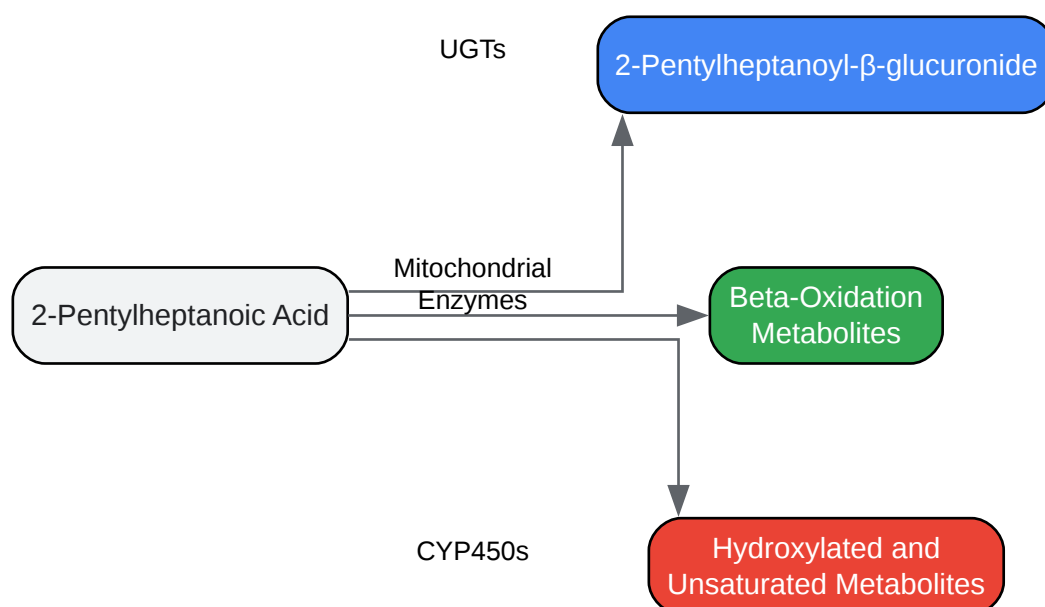 UGTs
2-Pentylheptanoyl-β-glucuronide
Mitochondrial
Enzymes
2-Pentylheptanoic Acid
Beta-Oxidation
Metabolites
CYP450s
Hydroxylated and
Unsaturated Metabolites